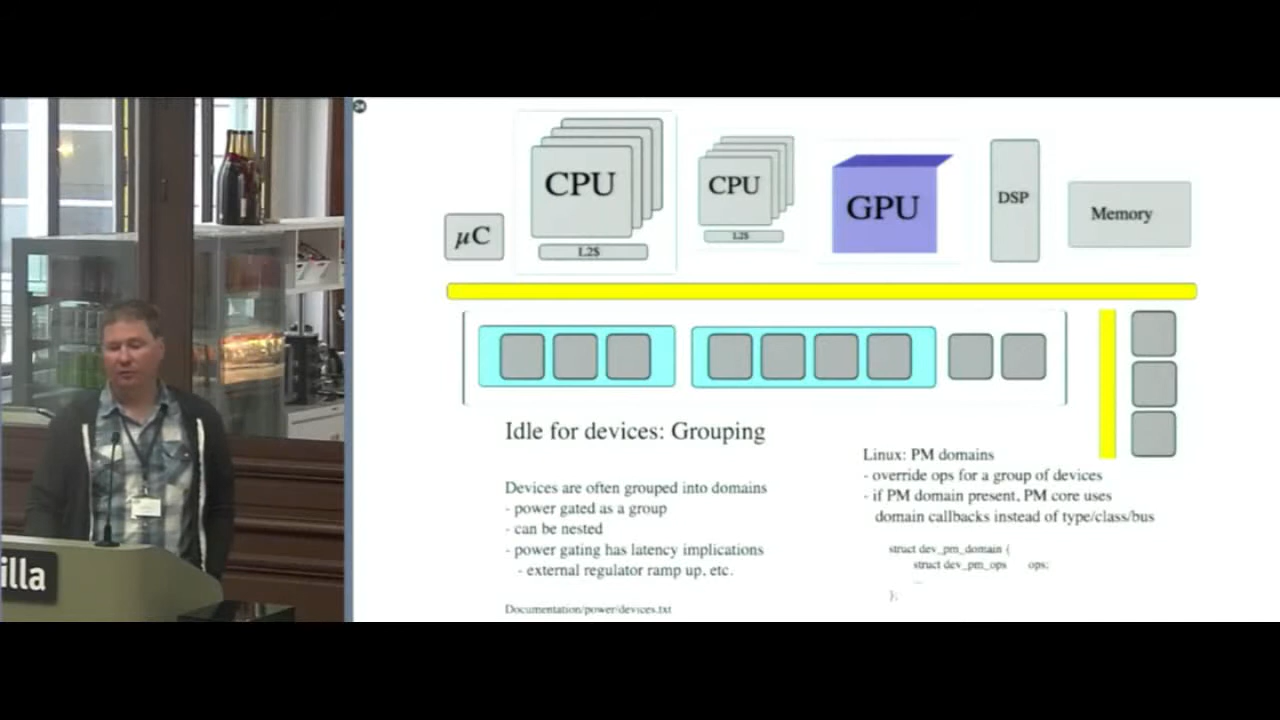 24
CPU
CPU
GPU
DSP
Memory
µC
L2$
L2$
Idle for devices: Grouping
Devices are often grouped into domains
- power gated as a group
- can be nested
- power gating has latency implications
- external regulator ramp up, etc.
Documentation/power/devices.txt
Linux: PM domains
- override ops for a group of devices
- if PM domain present, PM core uses
domain callbacks instead of type/class/bus
struct dev_pm_domain {
struct dev_pm_ops ops;
...
};
illa